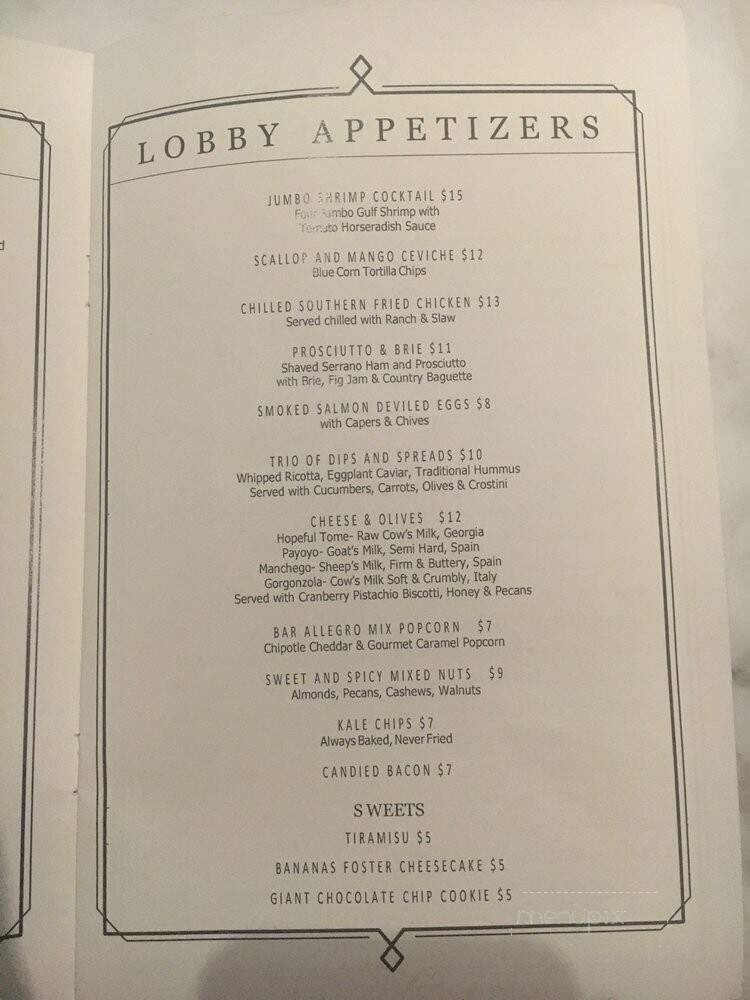 LOBBY APPETIZERS
JUMBO SHRIMP COCKTAIL $15
Four Jumbo Gulf Shrimp with
Tomato Horseradish Sauce
SCALLOP AND MANGO CEVICHE $12
Blue Corn Tortilla Chips
CHILLED SOUTHERN FRIED CHICKEN $13
Served chilled with Ranch & Slaw
PROSCIUTTO & BRIE $11
Shaved Serrano Ham and Prosciutto
with Brie, Fig Jam & Country Baguette
SMOKED SALMON DEVILED EGGS $8
with Capers & Chives
TRIO OF DIPS AND SPREADS $10
Whipped Ricotta, Eggplant Caviar, Traditional Hummus
Served with Cucumbers, Carrots, Olives & Crostini
CHEESE & OLIVES $12
Hopeful Tome- Raw Cow's Milk, Georgia
Payoyo- Goat's Milk, Semi Hard, Spain
Manchego- Sheep's Milk, Firm & Buttery, Spain
Gorgonzola- Cow's Milk Soft & Crumbly, Italy
Served with Cranberry Pistachio Biscotti, Honey & Pecans
BAR ALLEGRO MIX POPCORN $7
Chipotle Cheddar & Gourmet Caramel Popcorn
SWEET AND SPICY MIXED NUTS $9
Almonds, Pecans, Cashews, Walnuts
KALE CHIPS $7
Always Baked, Never Fried
CANDIED BACON $7
SWEETS
TIRAMISU $5
BANANAS FOSTER CHEESECAKE $5
GIANT CHOCOLATE CHIP COOKIE $5
menupix